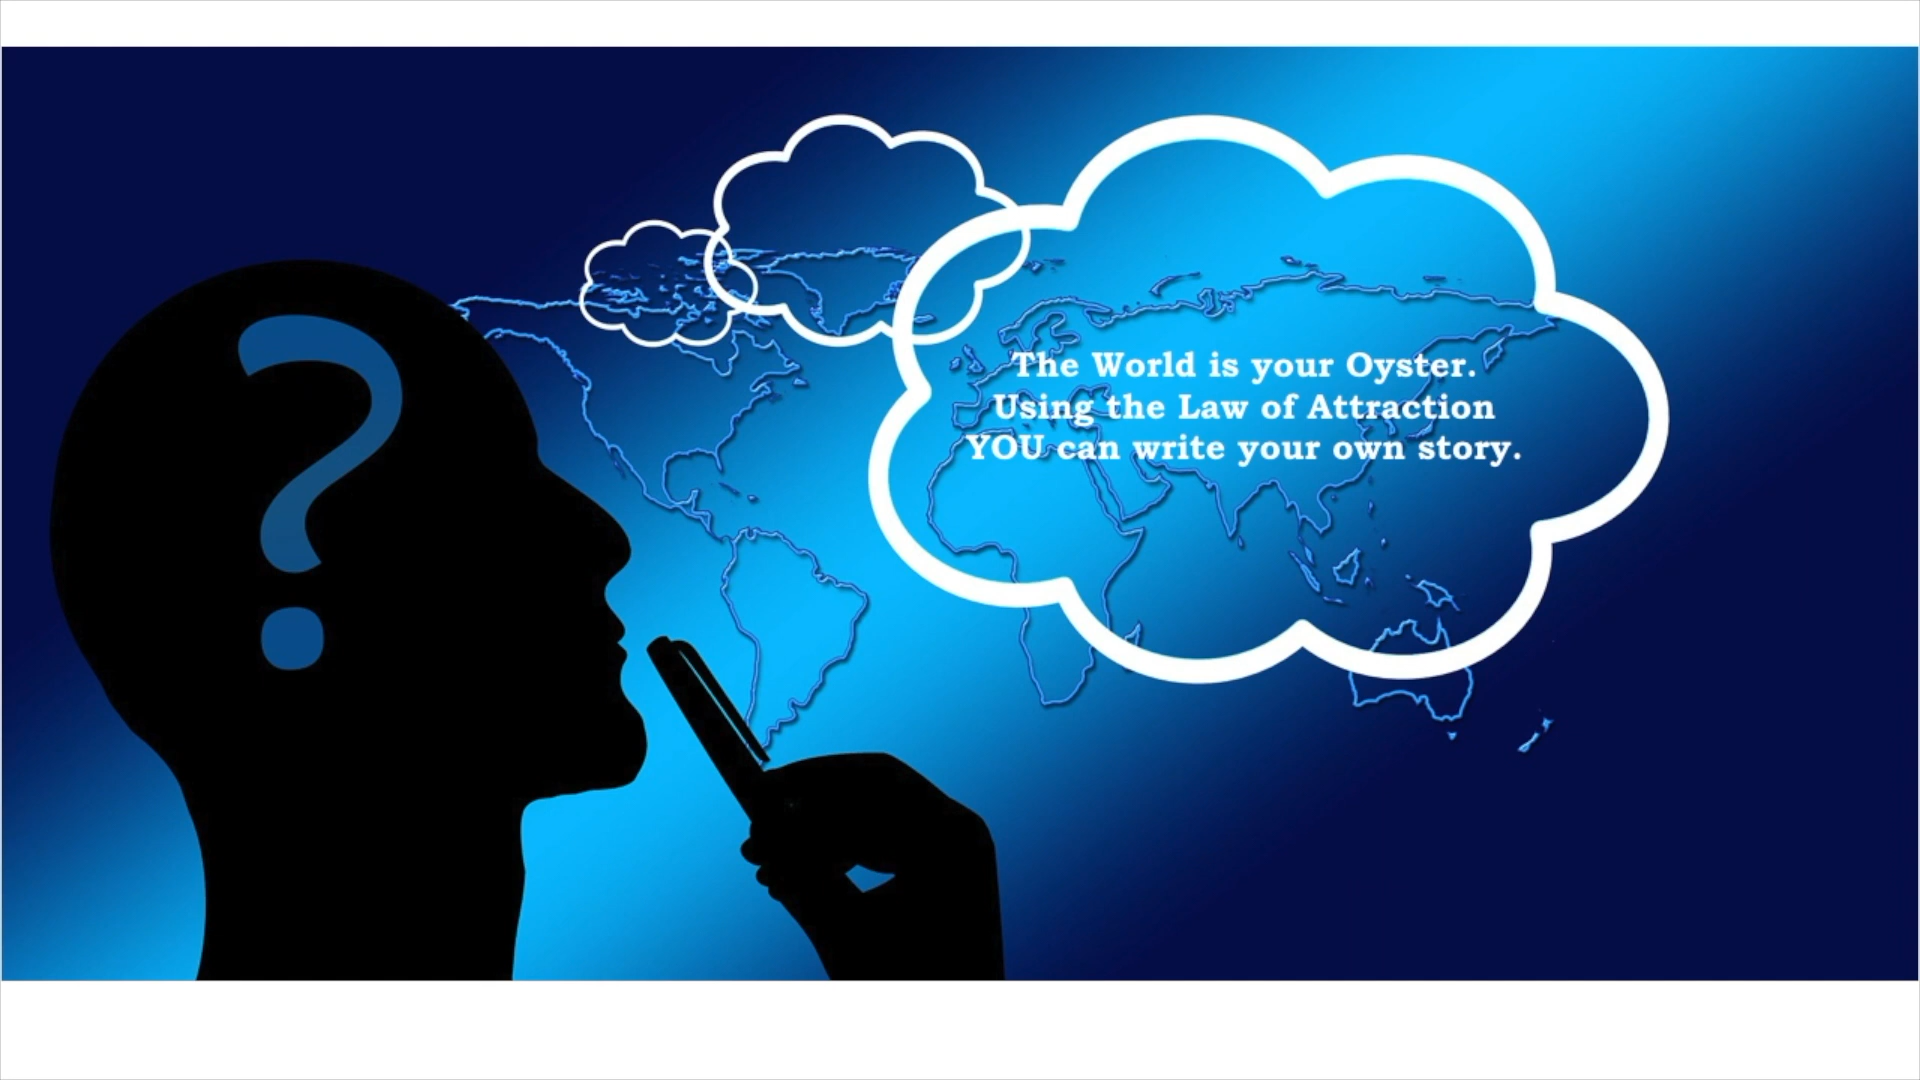 ?
The World is your Oyster.
Using the Law of Attraction
YOU can write your own story.